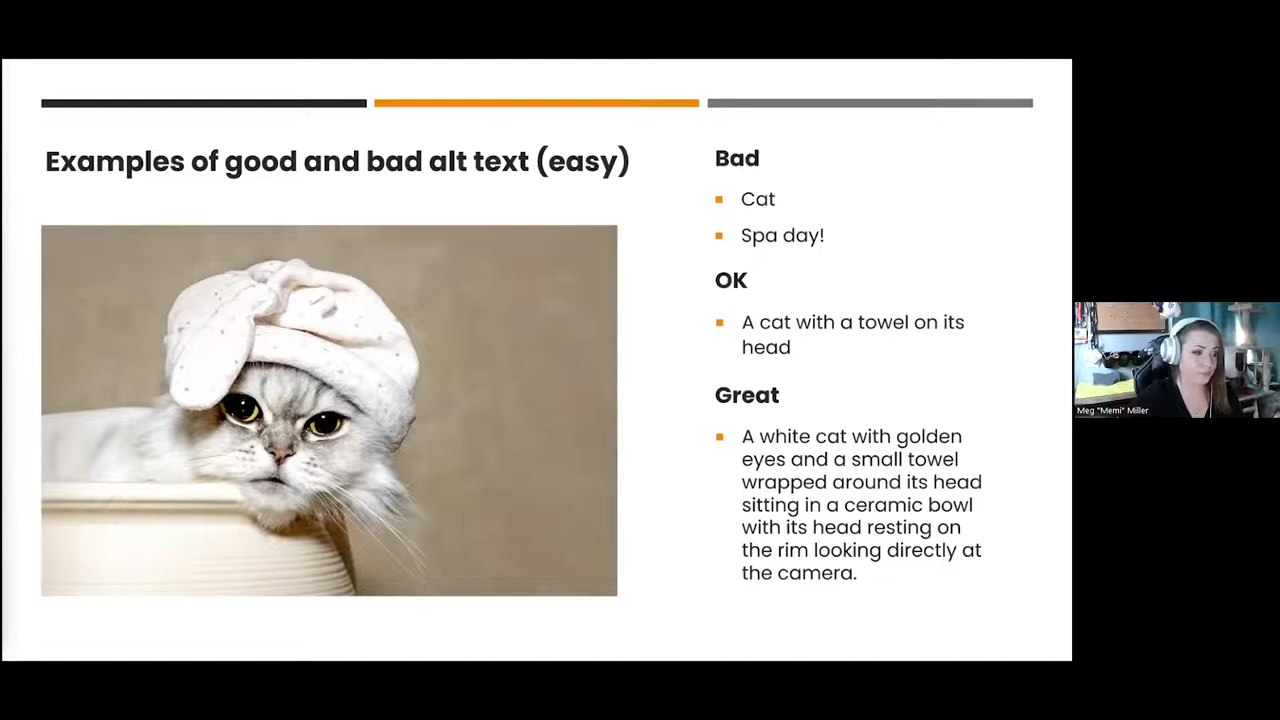 Examples of good and bad alt text (easy)
Bad
Cat
Spa day!
OK
A cat with a towel on its
head
Great
A white cat with golden
eyes and a small towel
wrapped around its head
sitting in a ceramic bowl
with its head resting on
the rim looking directly at
the camera.
Meg "Memi" Miller